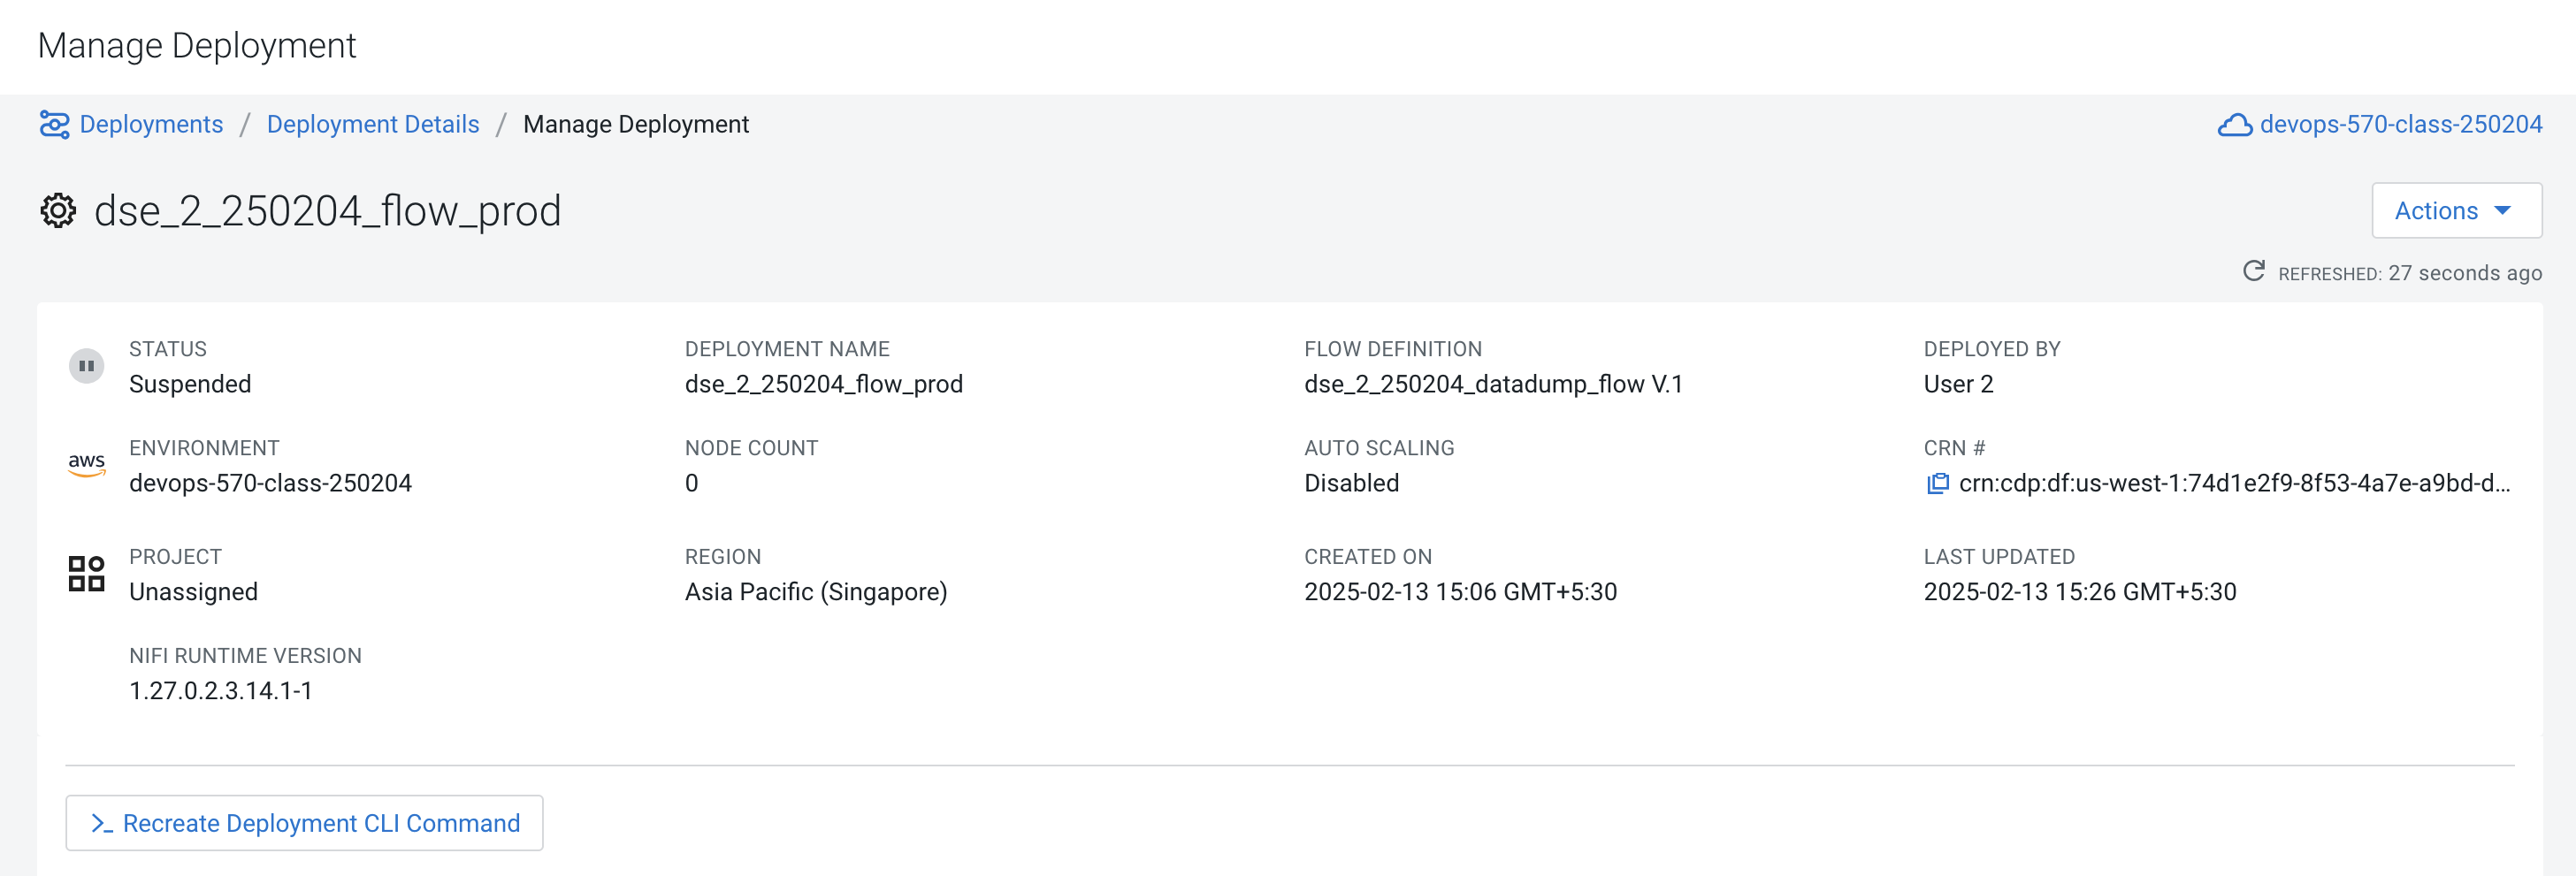 Manage Deployment
Deployments / Deployment Details / Manage Deployment
devops-570-class-250204
dse_2_250204_flow_prod
Actions
REFRESHED: 27 seconds ago
STATUS
Suspended
DEPLOYMENT NAME
dse_2_250204_flow_prod
FLOW DEFINITION
dse_2_250204_datadump_flow V.1
DEPLOYED BY
User 2
aws
ENVIRONMENT
devops-570-class-250204
NODE COUNT
0
AUTO SCALING
Disabled
CRN #
crn:cdp:df:us-west-1:74d1e2f9-8f53-4a7e-a9bd-d...
PROJECT
Unassigned
REGION
Asia Pacific (Singapore)
CREATED ON
2025-02-13 15:06 GMT+5:30
LAST UPDATED
2025-02-13 15:26 GMT+5:30
NIFI RUNTIME VERSION
1.27.0.2.3.14.1-1
>_ Recreate Deployment CLI Command